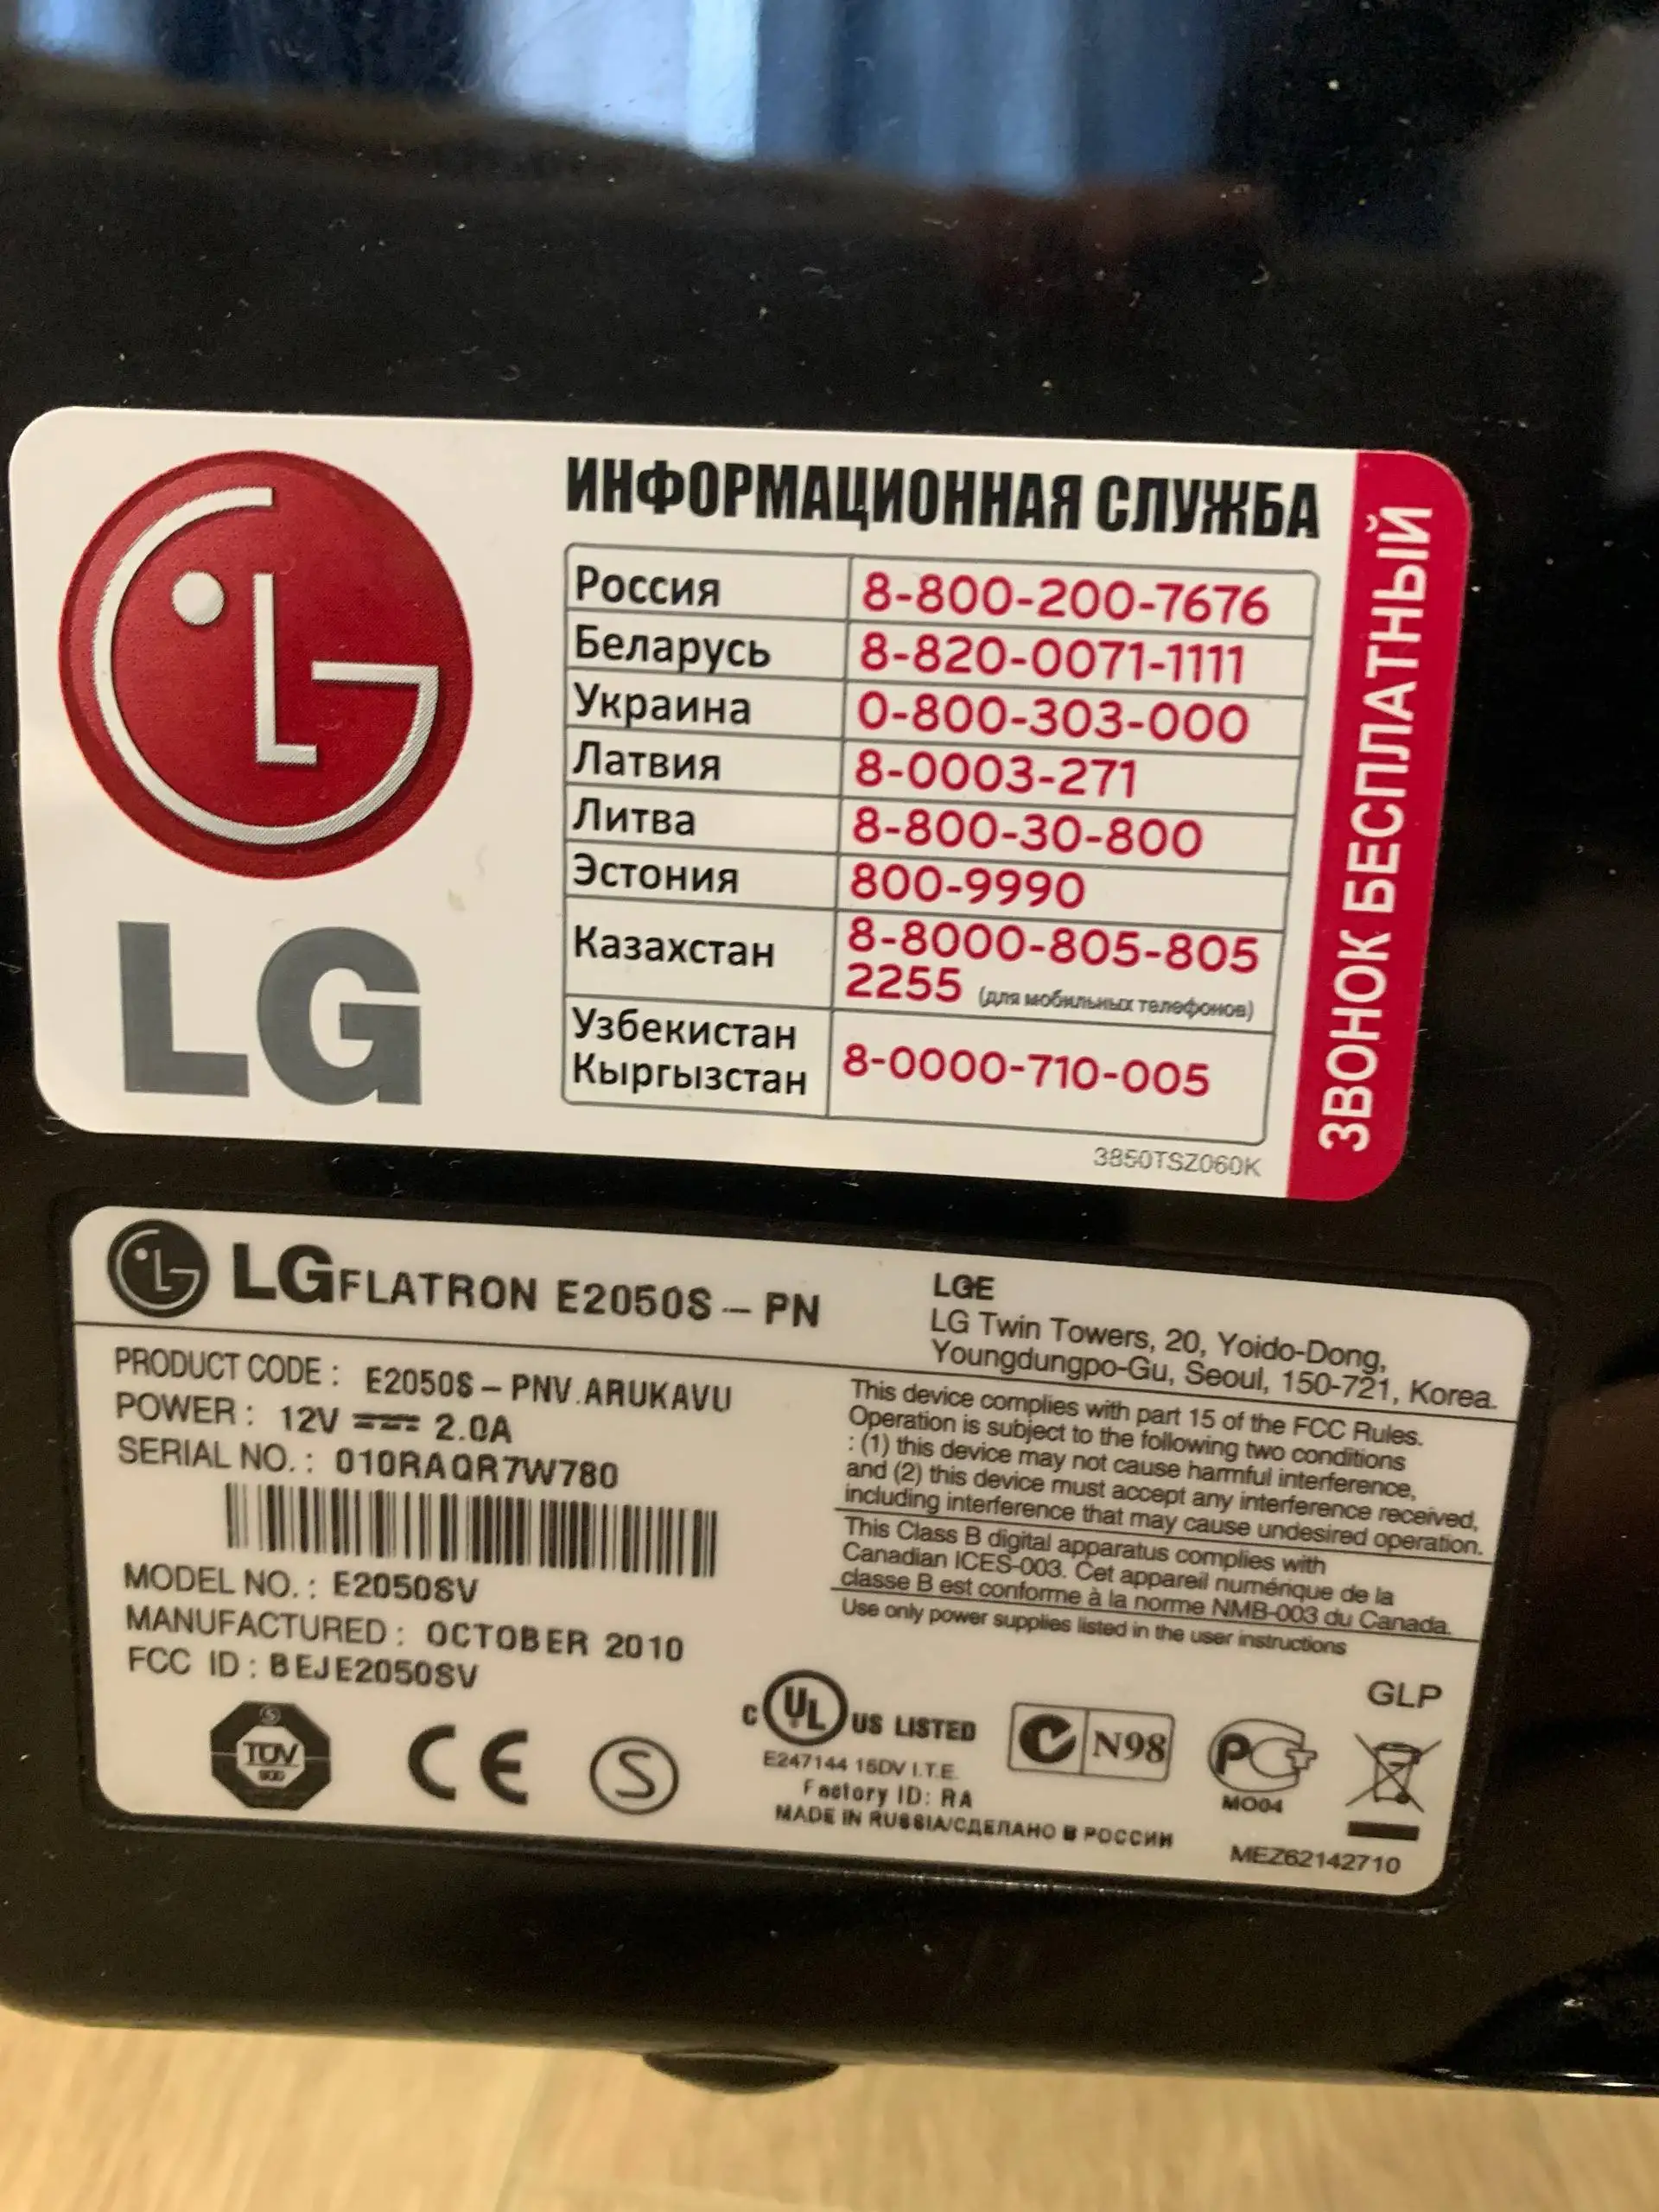 LG
ИНФОРМАЦИОННАЯ СЛУЖБА
Россия 8-800-200-7676
Беларусь 8-820-0071-1111
Украина 0-800-303-000
Латвия 8-0003-271
Литва 8-800-30-800
Эстония 800-9990
Казахстан 8-8000-805-805
2255 (для мобильных телефонов)
Узбекистан
Кыргызстан 8-0000-710-005
3850TSZ060K
ЗВОНОК БЕСПЛАТНЫЙ
LG FLATRON E2050S-PN
LGE
LG Twin Towers, 20, Yoido-Dong,
Youngdungpo-Gu, Seoul, 150-721, Korea.
PRODUCT CODE : E2050S-PNV.ARUKAVU
POWER : 12V 2.0A
SERIAL NO. : 010RAQR7W780
MODEL NO. : E2050SV
MANUFACTURED : OCTOBER 2010
FCC ID : BEJE2050SV
This device complies with part 15 of the FCC Rules.
Operation is subject to the following two conditions
: (1) this device may not cause harmful interference,
and (2) this device must accept any interference received,
including interference that may cause undesired operation.
This Class B digital apparatus complies with
Canadian ICES-003. Cet appareil numérique de la
classe B est conforme à la norme NMB-003 du Canada.
Use only power supplies listed in the user instructions
GLP
TÜV
CE
S
C UL US LISTED
E247144 15DV I.T.E.
Factory ID: RA
MADE IN RUSSIA/СДЕЛАНО В РОССИИ
N98
МО04
MEZ62142710